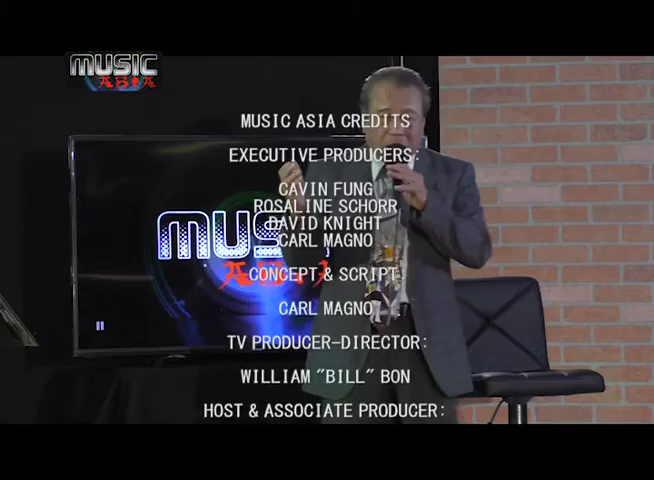 MUSIC
ASIA
MUSIC ASIA CREDITS
EXECUTIVE PRODUCERS:
CAVIN FUNG
ROSALINE SCHORR
DAVID KNIGHT
CARL MAGNO
MUS
CONCEPT & SCRIPT
CARL MAGNO
TV PRODUCER-DIRECTOR:
WILLIAM "BILL" BON
HOST & ASSOCIATE PRODUCER: